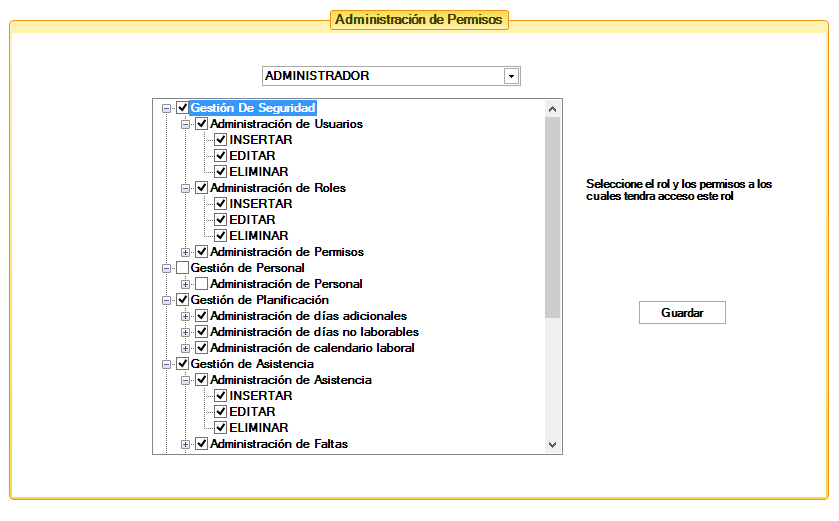 Administración de Permisos
ADMINISTRADOR
Gestión De Seguridad
Administración de Usuarios
INSERTAR
EDITAR
ELIMINAR
Administración de Roles
INSERTAR
EDITAR
ELIMINAR
Administración de Permisos
Gestión de Personal
Administración de Personal
Gestión de Planificación
Administración de días adicionales
Administración de días no laborables
Administración de calendario laboral
Gestión de Asistencia
Administración de Asistencia
INSERTAR
EDITAR
ELIMINAR
Administración de Faltas
Seleccione el rol y los permisos a los
cuales tendra acceso este rol
Guardar